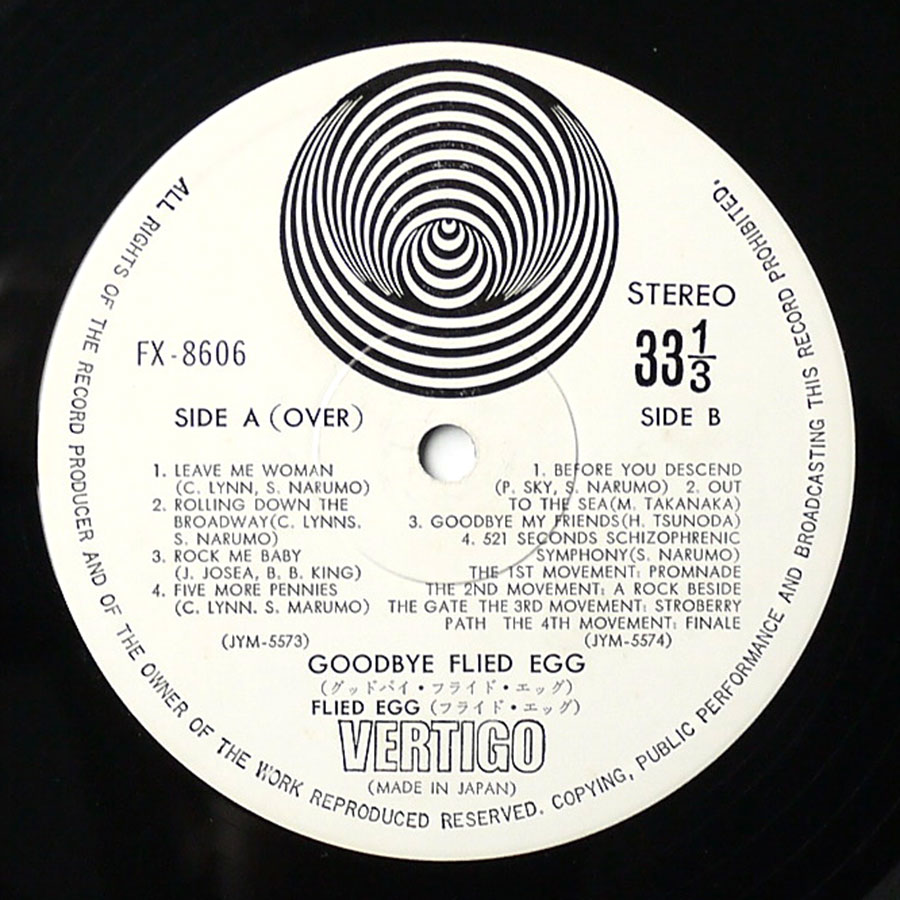 ALL RIGHTS OF THE RECORD PRODUCER AND OF THE OWNER OF THE WORK REPRODUCED RESERVED. COPYING, PUBLIC PERFORMANCE AND BROADCASTING THIS RECORD PROHIBITED.
STEREO
33 1/3
FX-8606
SIDE A (OVER)
1. LEAVE ME WOMAN
(C. LYNN, S. NARUMO)
2. ROLLING DOWN THE
BROADWAY(C. LYNNS.
S. NARUMO)
3. ROCK ME BABY
(J. JOSEA, B. B. KING)
4. FIVE MORE PENNIES
(C. LYNN. S. MARUMO)
(JYM-5573)
SIDE B
1. BEFORE YOU DESCEND
(P. SKY, S. NARUMO) 2. OUT
TO THE SEA(M. TAKANAKA)
3. GOODBYE MY FRIENDS(H. TSUNODA)
4. 521 SECONDS SCHIZOPHRENIC
SYMPHONY(S. NARUMO)
THE 1ST MOVEMENT: PROMNADE
THE 2ND MOVEMENT: A ROCK BESIDE
THE GATE THE 3RD MOVEMENT: STROBERRY
PATH THE 4TH MOVEMENT: FINALE
(JYM-5574)
GOODBYE FLIED EGG
(グッドバイ・フライド・エッグ)
FLIED EGG (フライド・エッグ)
VERTIGO
(MADE IN JAPAN)